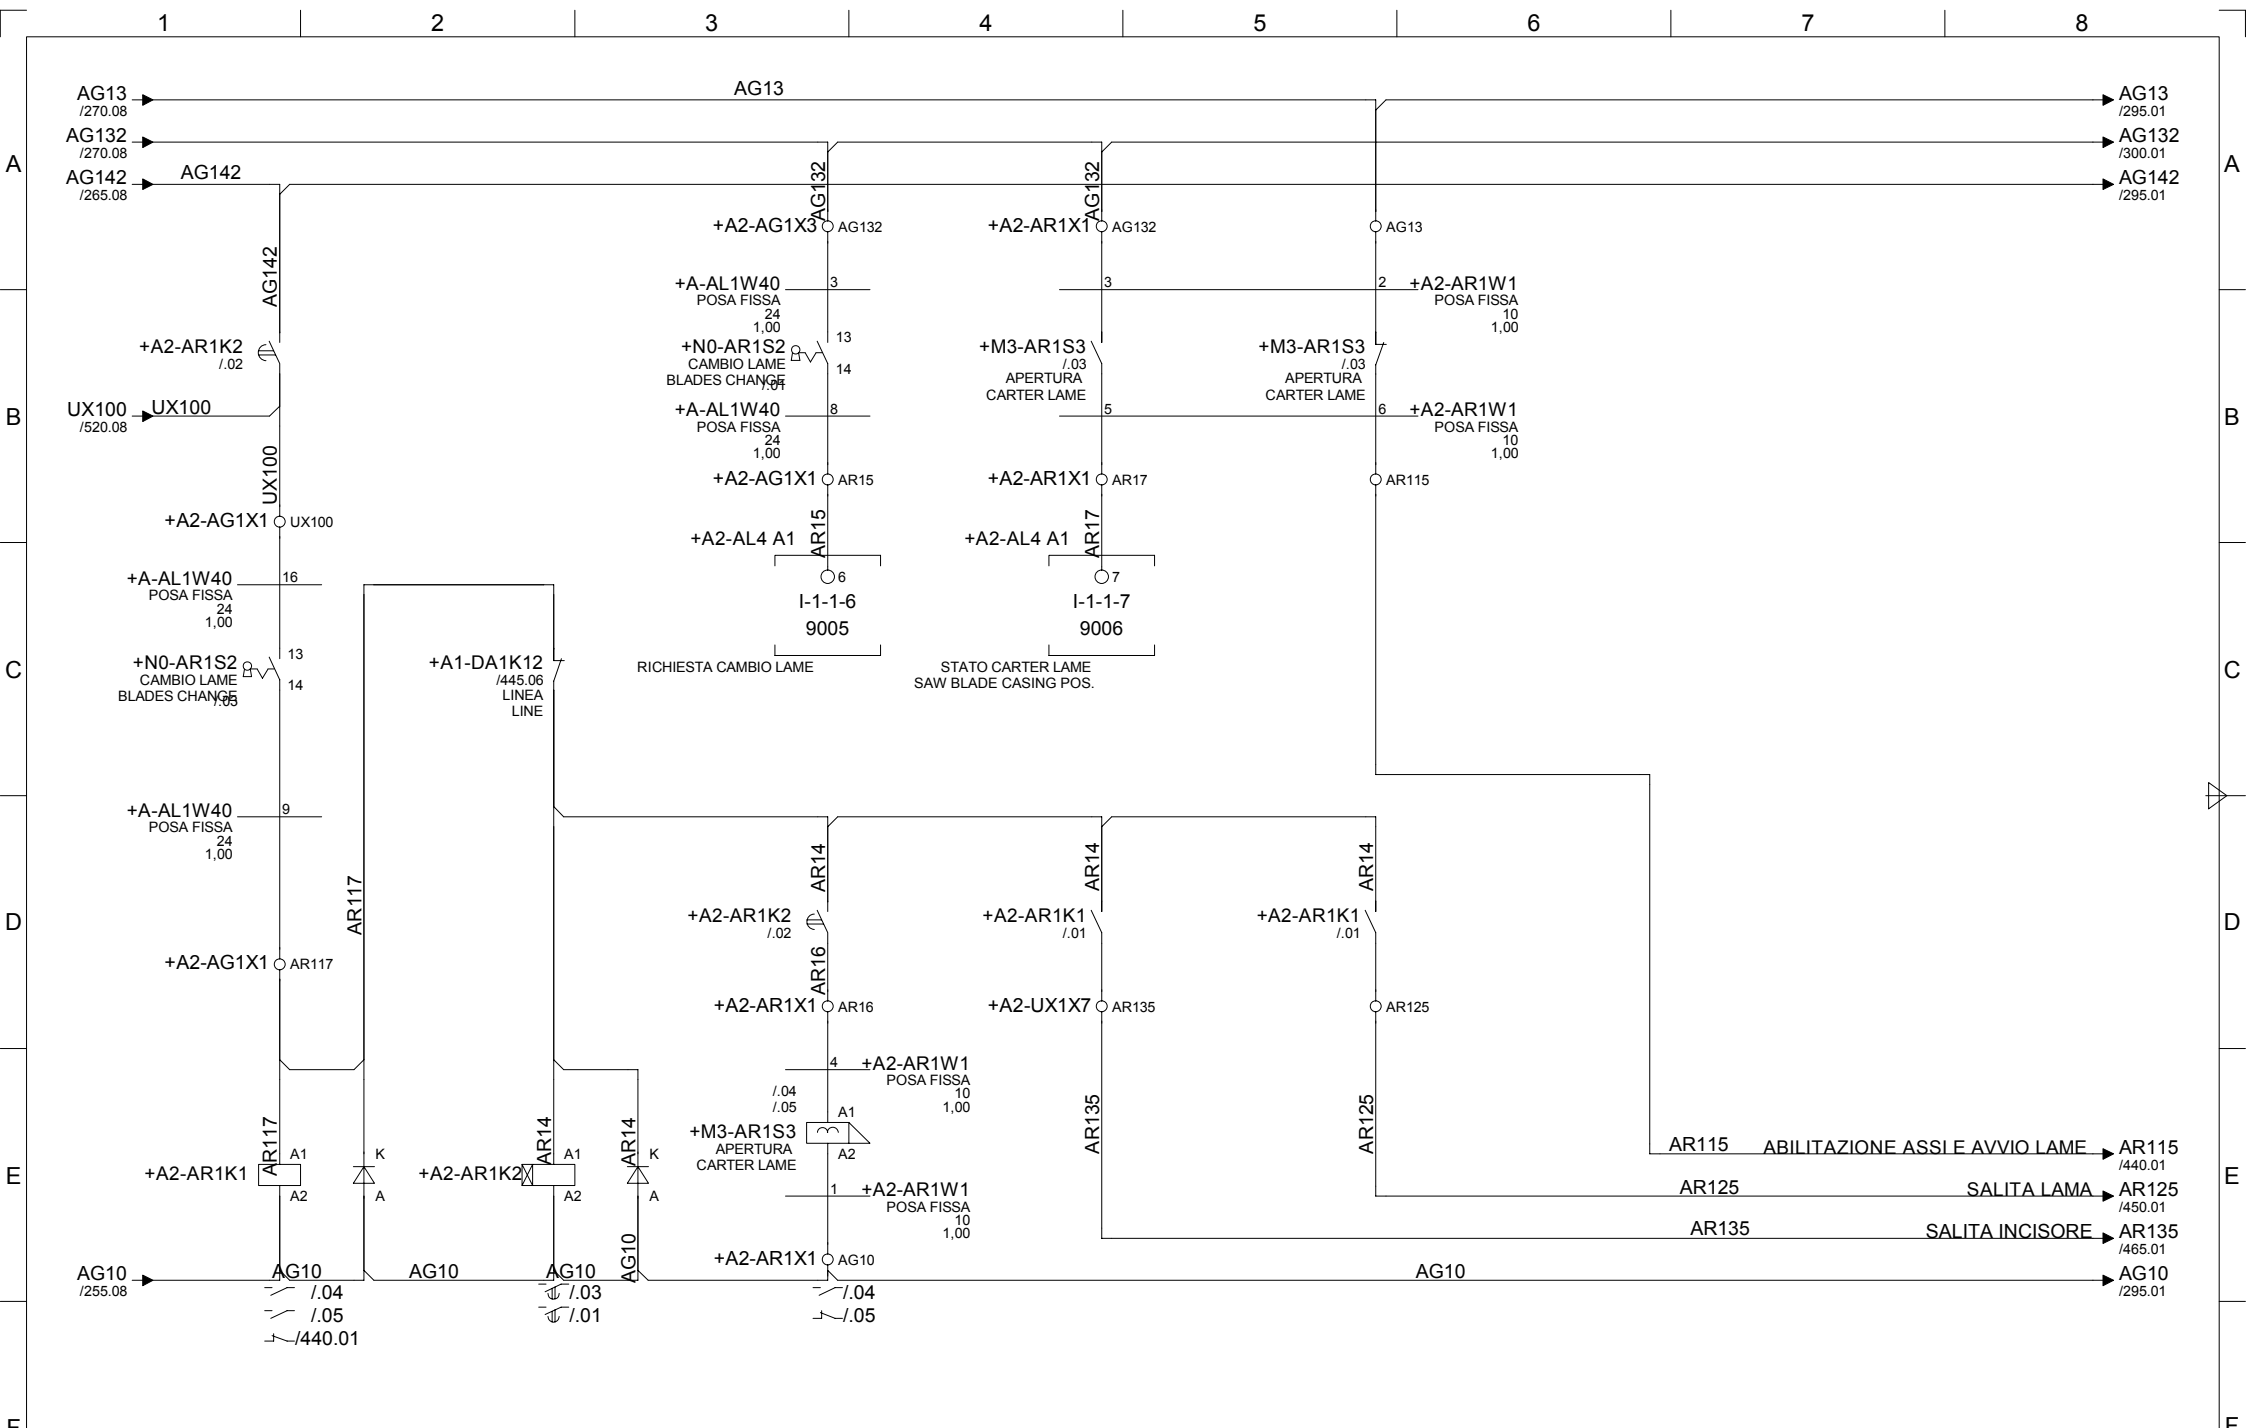 1 2 3 4 5 6 7 8
AG13
/270.08
AG13
AG13
/295.01
AG132
/270.08
AG132
/300.01
A
A
AG142
/265.08
AG142
AG142
/295.01
AG132
AG132
+A2-AG1X3 AG132
+A2-AR1X1 AG132
AG13
AG142
+A-AL1W40 3
POSA FISSA
24
1,00
3
2 +A2-AR1W1
POSA FISSA
10
1,00
+A2-AR1K2
/.02
+N0-AR1S2 13
CAMBIO LAME 14
BLADES CHANGE
/.01
+M3-AR1S3
/.03
APERTURA
CARTER LAME
+M3-AR1S3
/.03
APERTURA
CARTER LAME
B
B
UX100
/520.08
UX100
+A-AL1W40 8
POSA FISSA
24
1,00
5
6 +A2-AR1W1
POSA FISSA
10
1,00
UX100
+A2-AG1X1 AR15
+A2-AR1X1 AR17
AR115
+A2-AG1X1 UX100
AR15
AR17
+A2-AL4 A1
+A2-AL4 A1
6
I-1-1-6
9005
7
I-1-1-7
9006
+A-AL1W40 16
POSA FISSA
24
1,00
C
C
+N0-AR1S2 13
CAMBIO LAME 14
BLADES CHANGE
/.03
+A1-DA1K12
/445.06
LINEA
LINE
RICHIESTA CAMBIO LAME
STATO CARTER LAME
SAW BLADE CASING POS.
+A-AL1W40 9
POSA FISSA
24
1,00
AR117
AR14
AR14
AR14
D
D
+A2-AR1K2
/.02
+A2-AR1K1
/.01
+A2-AR1K1
/.01
+A2-AG1X1 AR117
AR16
+A2-AR1X1 AR16
+A2-UX1X7 AR135
AR125
4 +A2-AR1W1
POSA FISSA
10
1,00
/.04
/.05
AR117
AR14
AR14
AR135
AR125
+M3-AR1S3 A1
APERTURA A2
CARTER LAME
E
E
+A2-AR1K1 A1
A2
K
A
+A2-AR1K2 A1
A2
K
A
AR115 ABILITAZIONE ASSI E AVVIO LAME AR115
/440.01
1 +A2-AR1W1
POSA FISSA
10
1,00
AR125 SALITA LAMA AR125
/450.01
AR135 SALITA INCISORE AR135
/465.01
AG10
+A2-AR1X1 AG10
AG10
/255.08
AG10
AG10
AG10
AG10
AG10
/295.01
/.04
/.05
/440.01
/.03
/.01
/.04
/.05
F
F